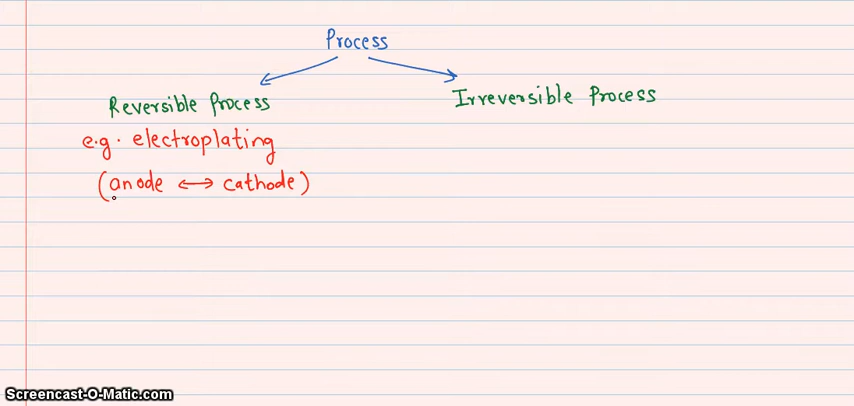 Process
Reversible Process
Irreversible Process
e.g. electroplating
(anode ↔ cathode)
Screencast-O-Matic.com